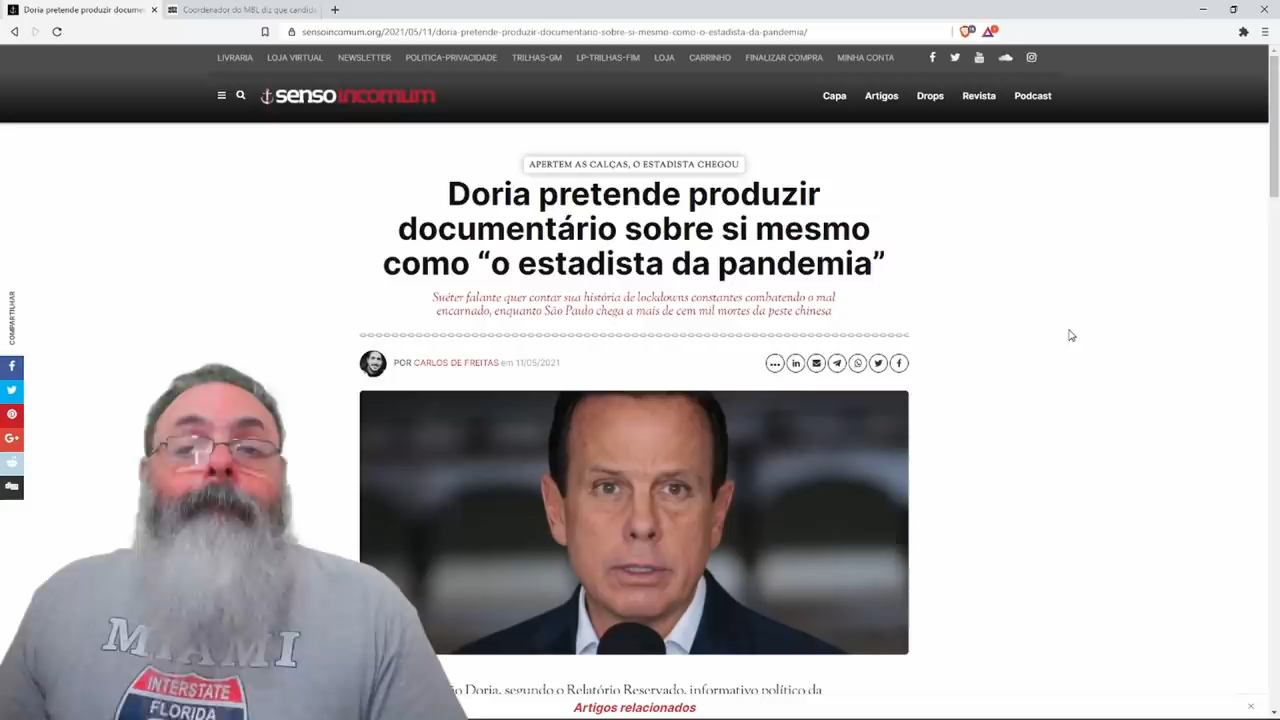 Doria pretende produzir docume
Coordenador do MBL diz que candid
sensoincomum.org/2021/05/11/doria-pretende-produzir-documentario-sobre-si-mesmo-como-o-estadista-da-pandemia/
LIVRARIA LOJA VIRTUAL NEWSLETTER POLITICA-PRIVACIDADE TRILHAS-GM LP-TRILHAS-FIM LOJA CARRINHO FINALIZAR COMPRA MINHA CONTA
sensoincomum
Capa Artigos Drops Revista Podcast
APERTEM AS CALÇAS, O ESTADISTA CHEGOU
Doria pretende produzir
documentário sobre si mesmo
como “o estadista da pandemia”
Suéter falante quer contar sua história de lockdowns constantes combatendo o mal
encarnado, enquanto São Paulo chega a mais de cem mil mortes da peste chinesa
COMPARTILHAR
POR CARLOS DE FREITAS em 11/05/2021
MIAMI
INTERSTATE
FLORIDA
Doria, segundo o Relatório Reservado, informativo político da
Artigos relacionados